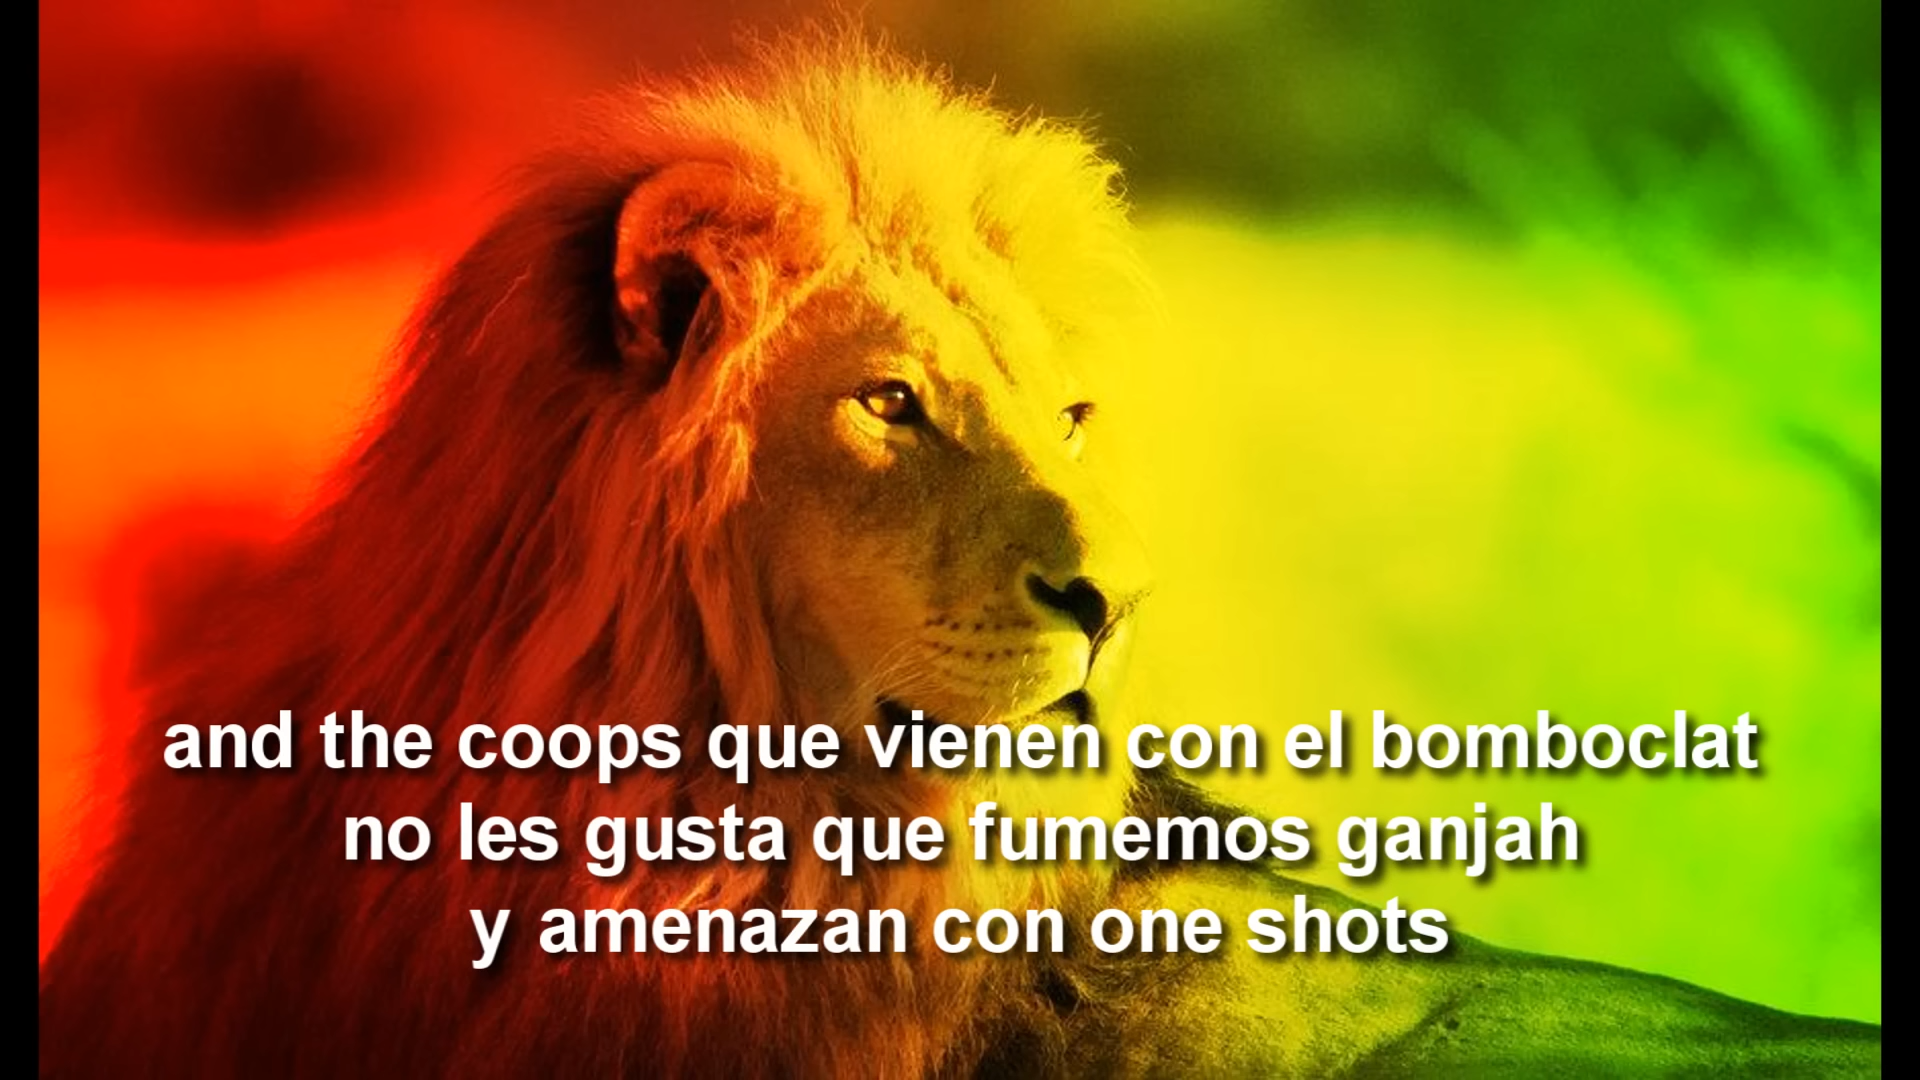 and the coops que vienen con el bomboclat
no les gusta que fumemos ganjah
y amenazan con one shots